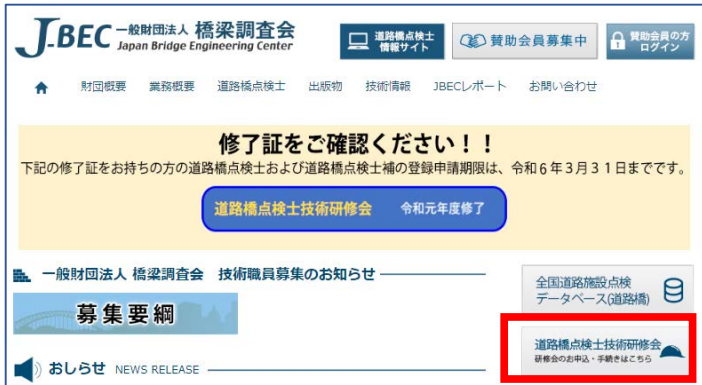 J-BEC 一般財団法人 橋梁調査会
Japan Bridge Engineering Center
道路橋点検士
情報サイト
賛助会員募集中
賛助会員の方
ログイン
財団概要 業務概要 道路橋点検士 出版物 技術情報 JBECレポート お問い合わせ
修了証をご確認ください！！
下記の修了証をお持ちの方の道路橋点検士および道路橋点検士補の登録申請期限は、令和6年3月31日までです。
道路橋点検士技術研修会 令和元年度修了
一般財団法人 橋梁調査会 技術職員募集のお知らせ
募集要綱
全国道路施設点検
データベース(道路橋)
道路橋点検士技術研修会
研修会のお申込・手続きはこちら
おしらせ NEWS RELEASE